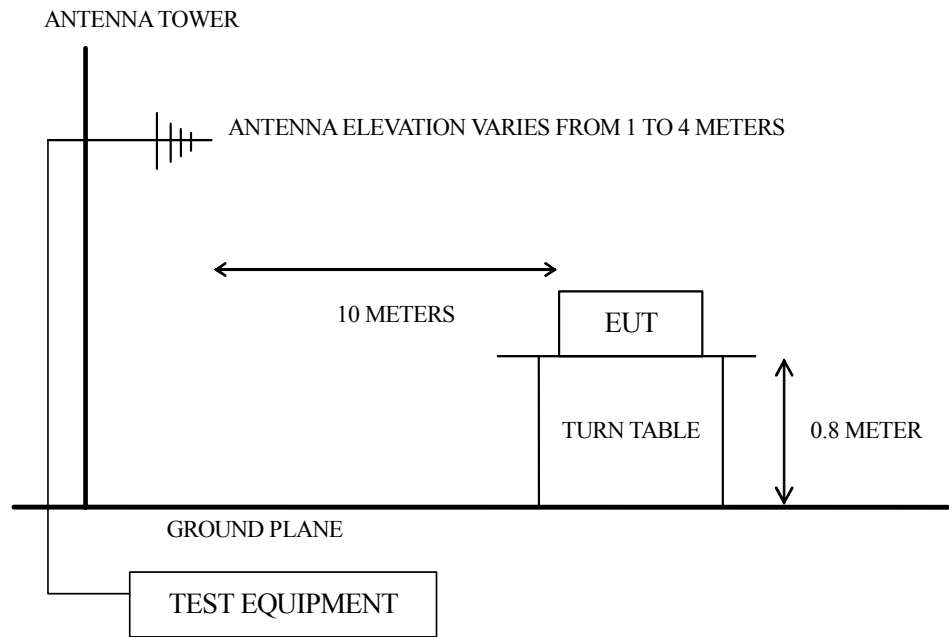 ANTENNA TOWER
ANTENNA ELEVATION VARIES FROM 1 TO 4 METERS
10 METERS
EUT
TURN TABLE
0.8 METER
GROUND PLANE
TEST EQUIPMENT